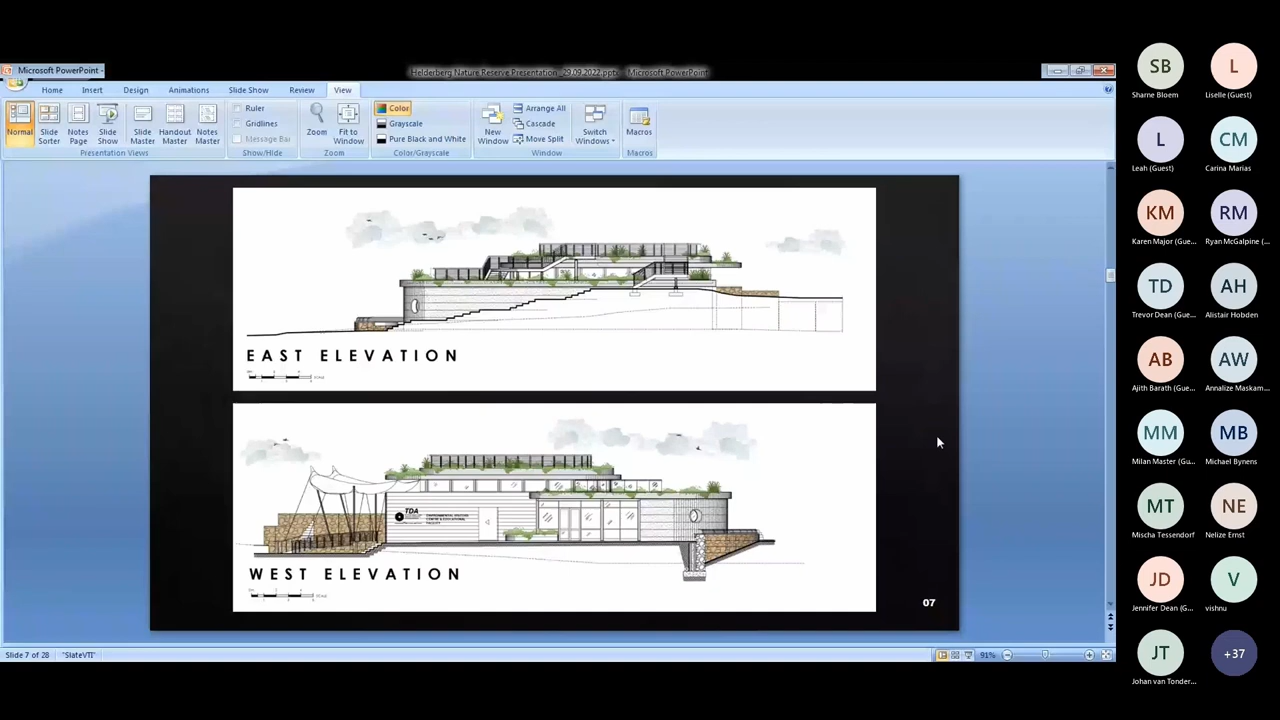 Microsoft PowerPoint -
Helderberg Nature Reserve Presentation _29.09.2022.ppt - Microsoft PowerPoint
Home Insert Design Animations Slide Show Review View
Normal
Slide Sorter
Notes Page
Slide Show
Slide Master
Handout Master
Notes Master
Presentation Views
Ruler
Gridlines
Message Bar
Show/Hide
Zoom
Fit to Window
Zoom
Color
Grayscale
Pure Black and White
Color/Grayscale
New Window
Arrange All
Cascade
Move Split
Switch Windows
Window
Macros
Macros
EAST ELEVATION
TDA
WEST ELEVATION
07
Slide 7 of 28 "SlateVTI" 91%
SB
Sharne Bloem
L
Liselle (Guest)
L
Leah (Guest)
CM
Carina Marias
KM
Karen Major (Gue...
RM
Ryan McGalpine (...
TD
Trevor Dean (Gue...
AH
Alistair Hobden
AB
Ajith Barath (Gue...
AW
Annalize Maskam...
MM
Milan Master (Gu...
MB
Michael Bynens
MT
Mischa Tessendorf
NE
Nelize Ernst
JD
Jennifer Dean (G...
V
vishnu
JT
Johan van Tonder...
+37